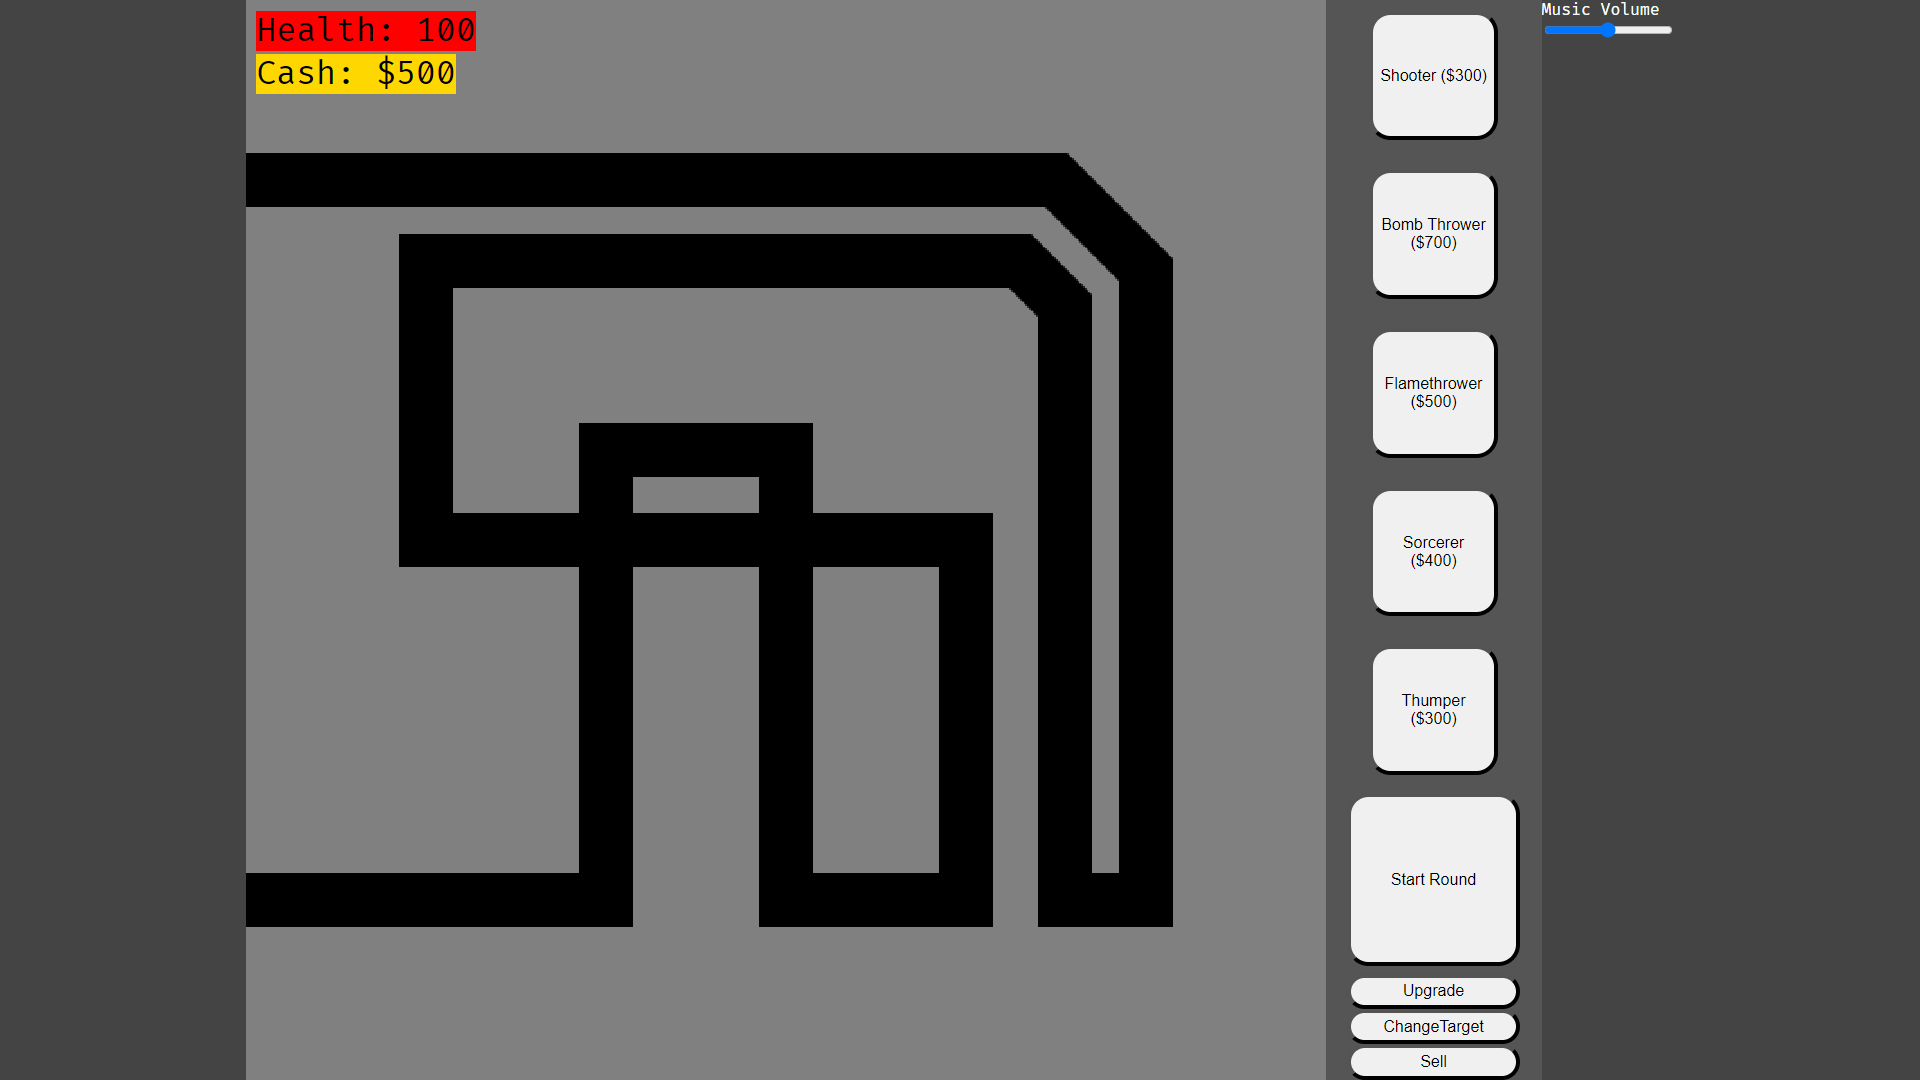 Health: 100
Cash: $500
Shooter ($300)
Bomb Thrower
($700)
Flamethrower
($500)
Sorcerer
($400)
Thumper
($300)
Start Round
Upgrade
ChangeTarget
Sell
Music Volume